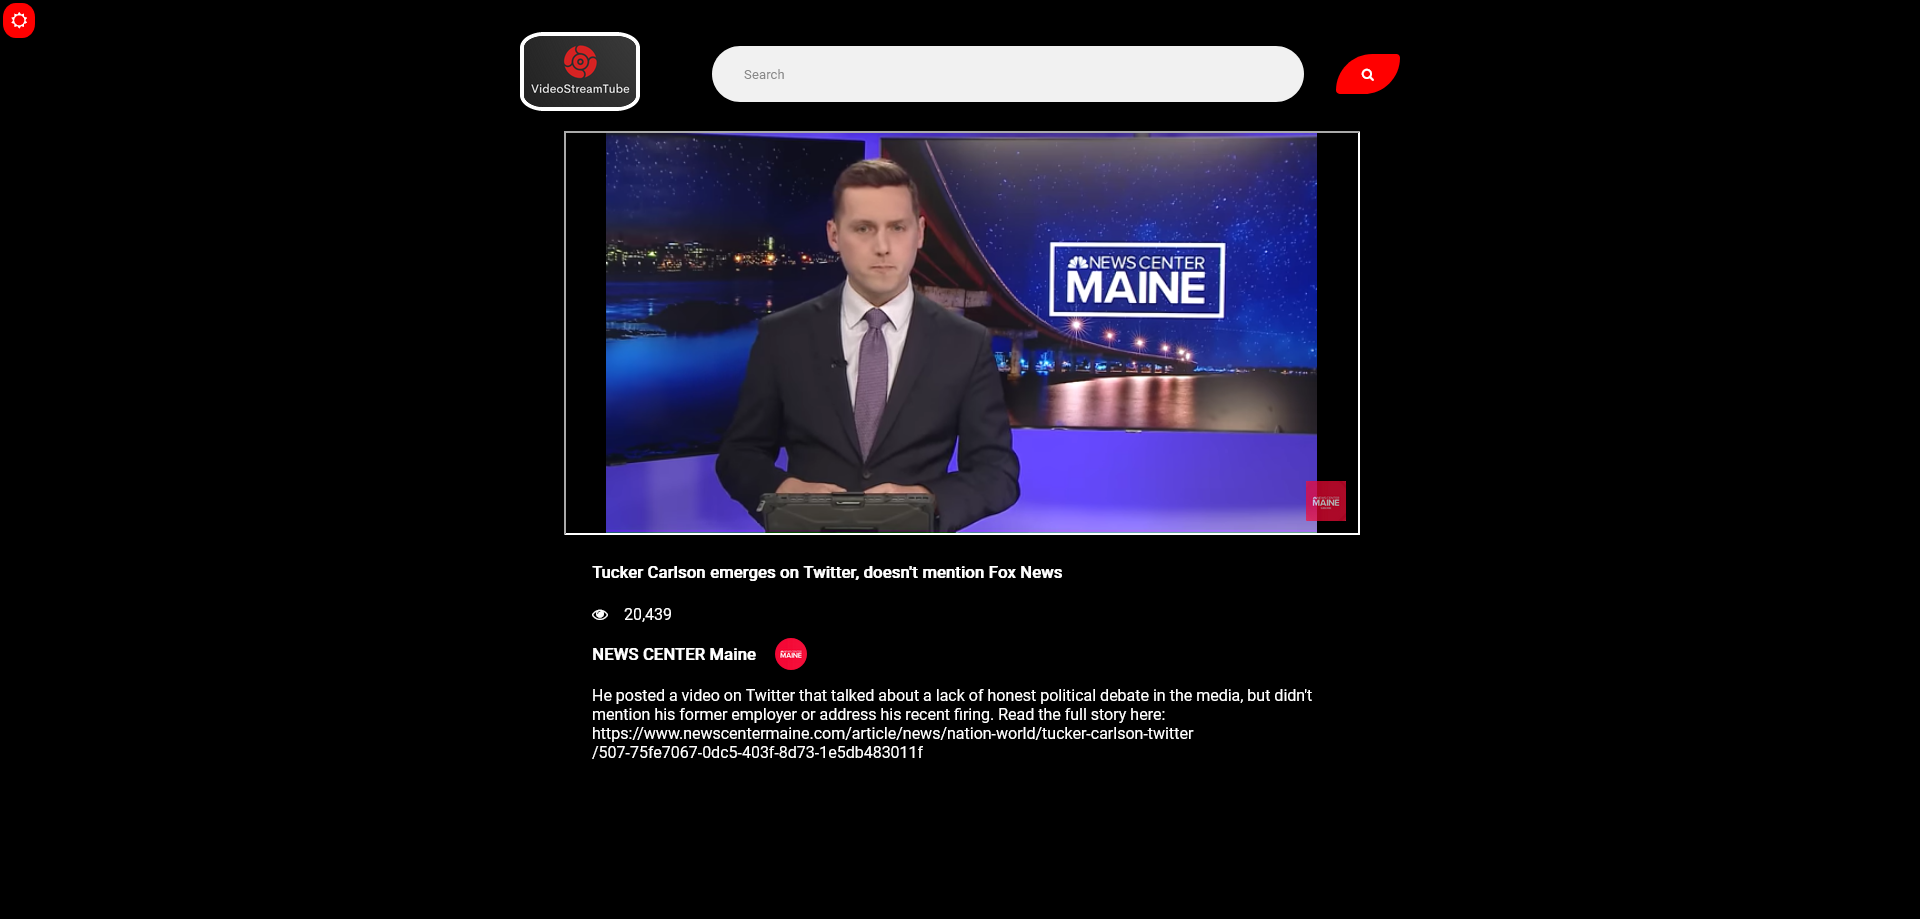 VideoStreamTube
Search
NEWS CENTER
MAINE
MAINE
Tucker Carlson emerges on Twitter, doesn't mention Fox News
20,439
NEWS CENTER Maine
MAINE
He posted a video on Twitter that talked about a lack of honest political debate in the media, but didn't
mention his former employer or address his recent firing. Read the full story here:
https://www.newscentermaine.com/article/news/nation-world/tucker-carlson-twitter
/507-75fe7067-0dc5-403f-8d73-1e5db483011f